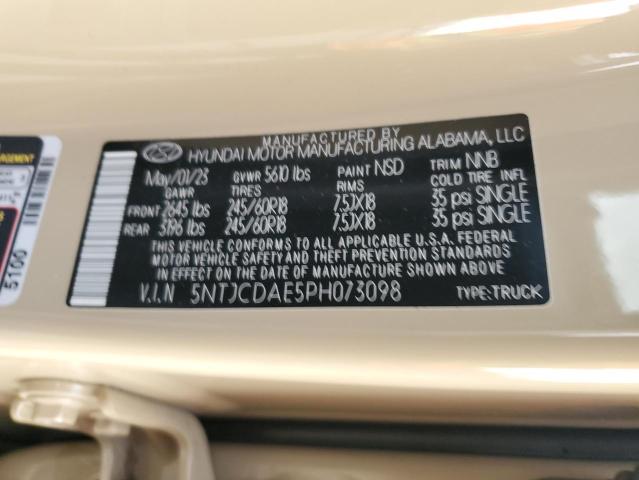 MANUFACTURED BY
HYUNDAI MOTOR MANUFACTURING ALABAMA, LLC
May/01/23 GVWR 5610 lbs PAINT NSD TRIM NNB
GAWR TIRES RIMS COLD TIRE INFL
FRONT 2645 lbs 245/60R18 7.5JX18 35 psi SINGLE
REAR 3196 lbs 245/60R18 7.5JX18 35 psi SINGLE
THIS VEHICLE CONFORMS TO ALL APPLICABLE U.S.A. FEDERAL
MOTOR VEHICLE SAFETY AND THEFT PREVENTION STANDARDS
IN EFFECT ON THE DATE OF MANUFACTURE SHOWN ABOVE
V.I.N 5NTJCDAE5PH073098 TYPE:TRUCK
5100